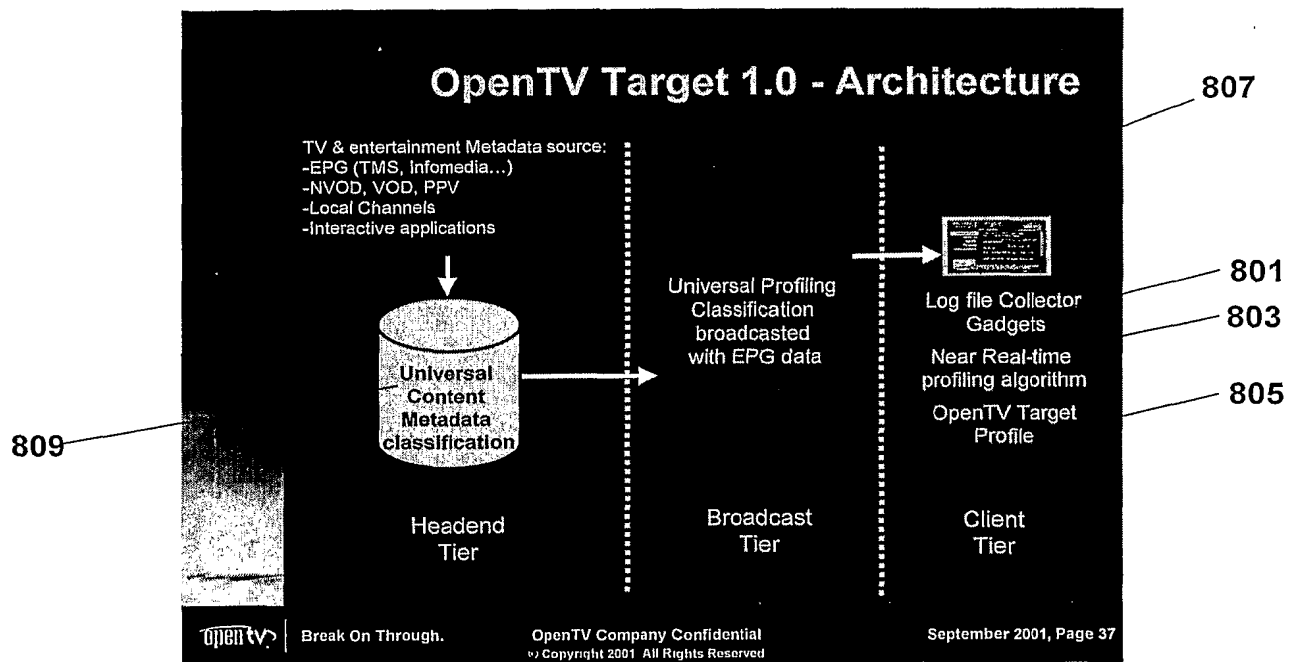 OpenTV Target 1.0 - Architecture
807
TV & entertainment Metadata source:
-EPG (TMS, Infomedia...)
-NVOD, VOD, PPV
-Local Channels
-Interactive applications
Universal
Content
Metadata
classification
809
Headend
Tier
Universal Profiling
Classification
broadcasted
with EPG data
Broadcast
Tier
Log file Collector
Gadgets
Near Real-time
profiling algorithm
OpenTV Target
Profile
801
803
805
Client
Tier
opentv
Break On Through.
OpenTV Company Confidential
(c) Copyright 2001 All Rights Reserved
September 2001, Page 37